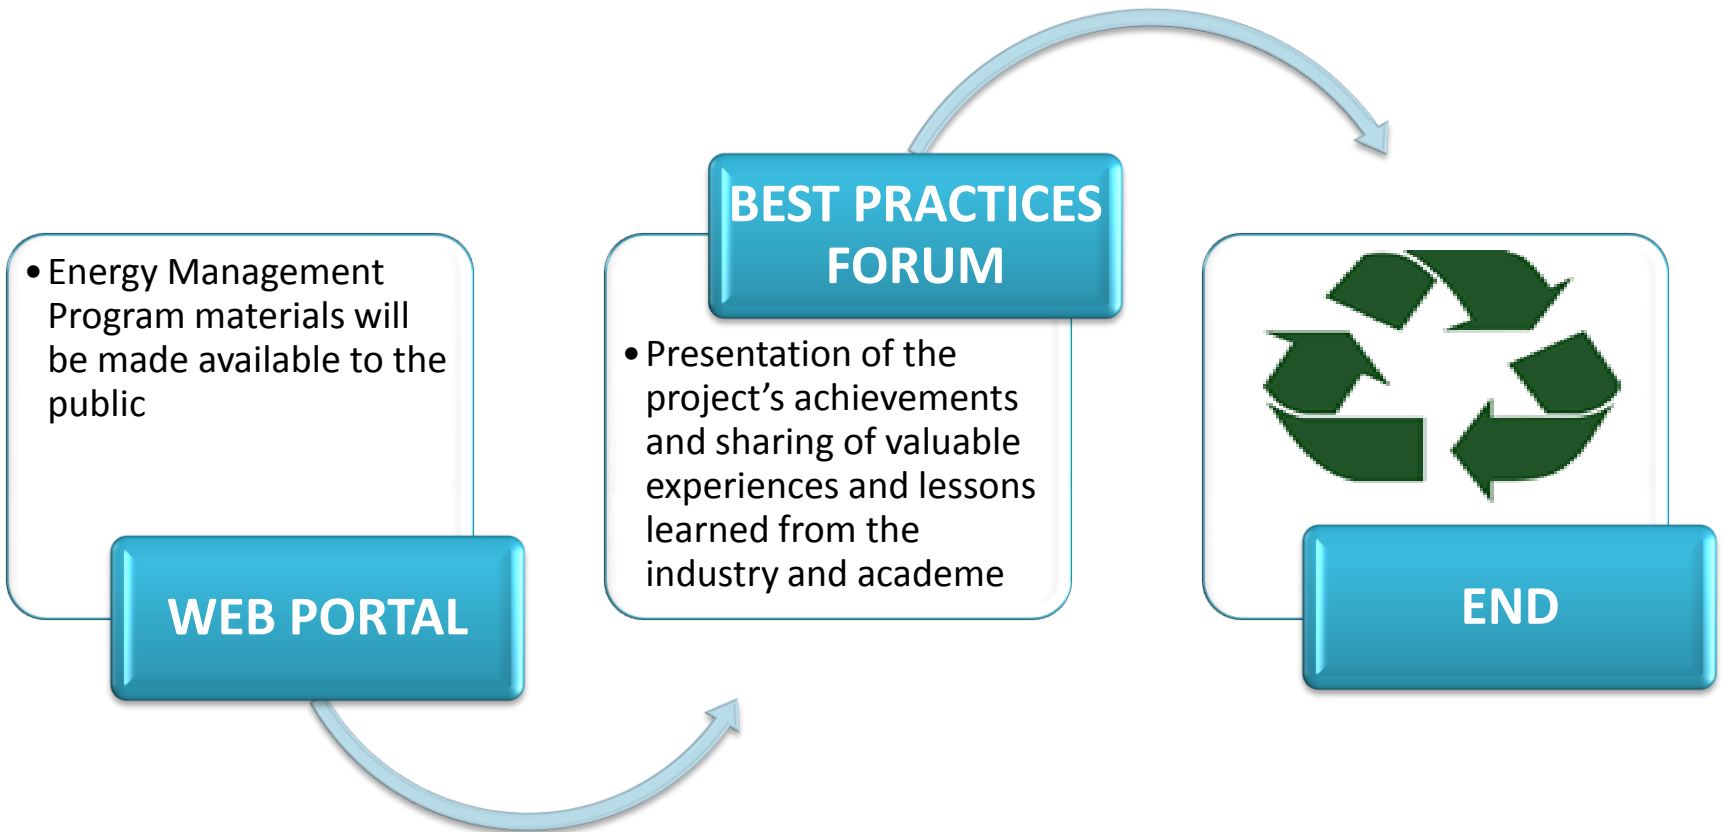 • Energy Management
Program materials will
be made available to the
public
WEB PORTAL
BEST PRACTICES
FORUM
• Presentation of the
project’s achievements
and sharing of valuable
experiences and lessons
learned from the
industry and academe
END